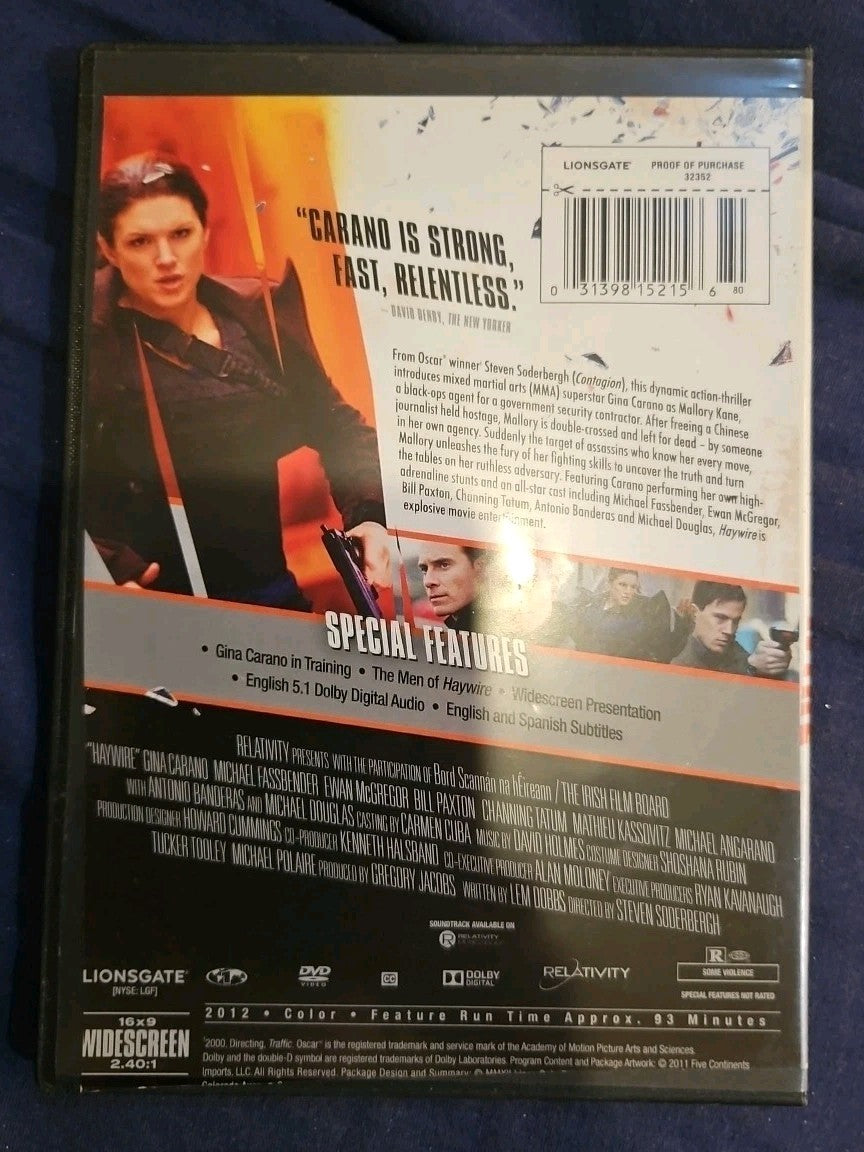 LIONSGATE® PROOF OF PURCHASE
32352
0 31398 15215 6 80
“CARANO IS STRONG,
FAST, RELENTLESS.”
– DAVID DENBY, THE NEW YORKER
From Oscar® winner¹ Steven Soderbergh (Contagion), this dynamic action-thriller
introduces mixed martial arts (MMA) superstar Gina Carano as Mallory Kane,
a black-ops agent for a government security contractor. After freeing a Chinese
journalist held hostage, Mallory is double-crossed and left for dead – by someone
in her own agency. Suddenly the target of assassins who know her every move,
Mallory unleashes the fury of her fighting skills to uncover the truth and turn
the tables on her ruthless adversary. Featuring Carano performing her own high-
adrenaline stunts and an all-star cast including Michael Fassbender, Ewan McGregor,
Bill Paxton, Channing Tatum, Antonio Banderas and Michael Douglas, Haywire is
explosive movie entertainment.
SPECIAL FEATURES
• Gina Carano in Training • The Men of Haywire • Widescreen Presentation
• English 5.1 Dolby Digital Audio • English and Spanish Subtitles
RELATIVITY PRESENTS WITH THE PARTICIPATION OF Bord Scannán na hÉireann / THE IRISH FILM BOARD
“HAYWIRE” GINA CARANO MICHAEL FASSBENDER EWAN McGREGOR BILL PAXTON CHANNING TATUM MATHIEU KASSOVITZ MICHAEL ANGARANO
WITH ANTONIO BANDERAS AND MICHAEL DOUGLAS CASTING BY CARMEN CUBA MUSIC BY DAVID HOLMES COSTUME DESIGNER SHOSHANA RUBIN
PRODUCTION DESIGNER HOWARD CUMMINGS CO-PRODUCER KENNETH HALSBAND CO-EXECUTIVE PRODUCER ALAN MOLONEY EXECUTIVE PRODUCERS RYAN KAVANAUGH
TUCKER TOOLEY MICHAEL POLAIRE PRODUCED BY GREGORY JACOBS WRITTEN BY LEM DOBBS DIRECTED BY STEVEN SODERBERGH
SOUNDTRACK AVAILABLE ON
R RELATIVITY
LIONSGATE®
[NYSE: LGF]
DVD
VIDEO
CC
DOLBY
DIGITAL
RELATIVITY
R
SOME VIOLENCE
SPECIAL FEATURES NOT RATED
16x9
WIDESCREEN
2.40:1
2012 • Color • Feature Run Time Approx. 93 Minutes
¹2000, Directing, Traffic. Oscar® is the registered trademark and service mark of the Academy of Motion Picture Arts and Sciences.
Dolby and the double-D symbol are registered trademarks of Dolby Laboratories. Program Content and Package Artwork: © 2011 Five Continents
Imports, LLC. All Rights Reserved. Package Design and Summary: ©